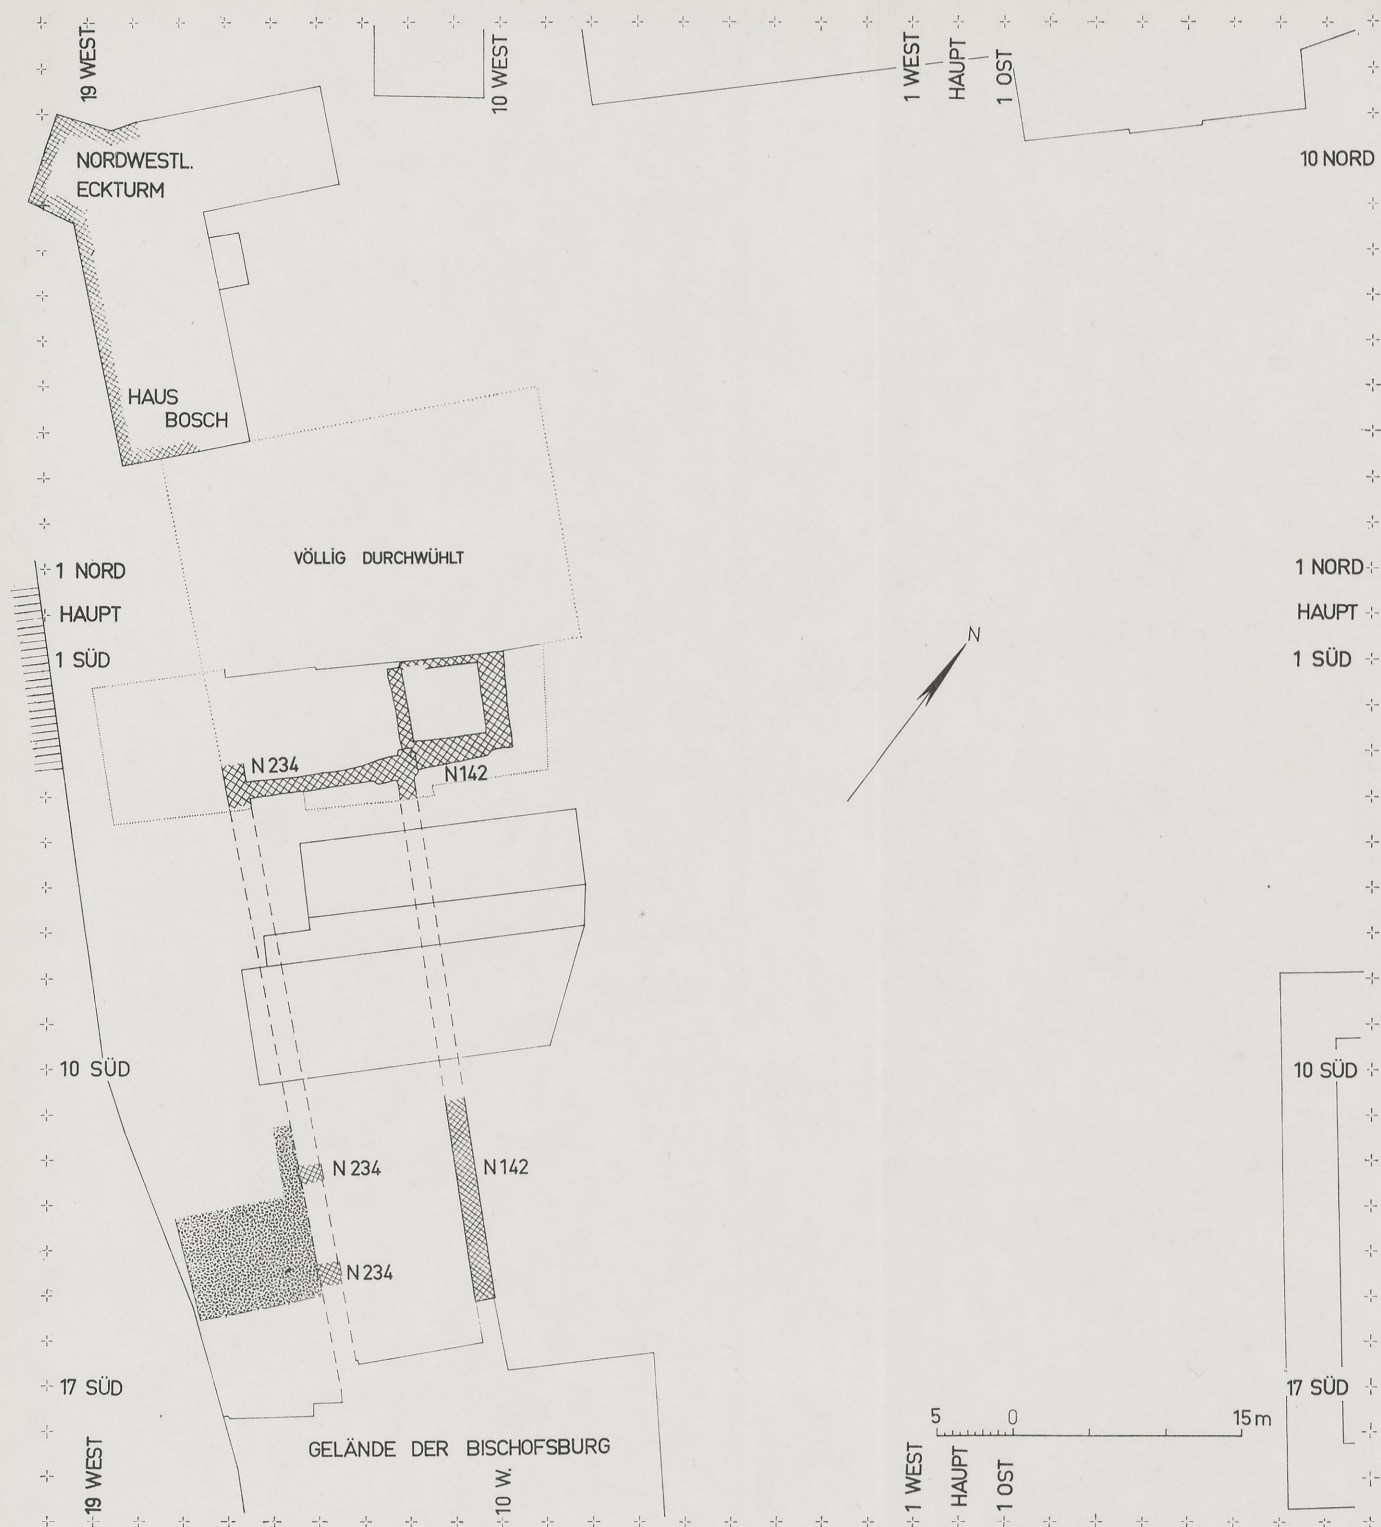 19 WEST
10 WEST
1 WEST
HAUPT
1 OST
10 NORD
NORDWESTL.
ECKTURM
HAUS
BOSCH
VÖLLIG DURCHWÜHLT
1 NORD
1 NORD
HAUPT
HAUPT
1 SÜD
1 SÜD
N
N 234
N 142
10 SÜD
10 SÜD
N 234
N 142
N 234
17 SÜD
17 SÜD
5 0 15 m
GELÄNDE DER BISCHOFSBURG
19 WEST
10 W.
1 WEST
HAUPT
1 OST